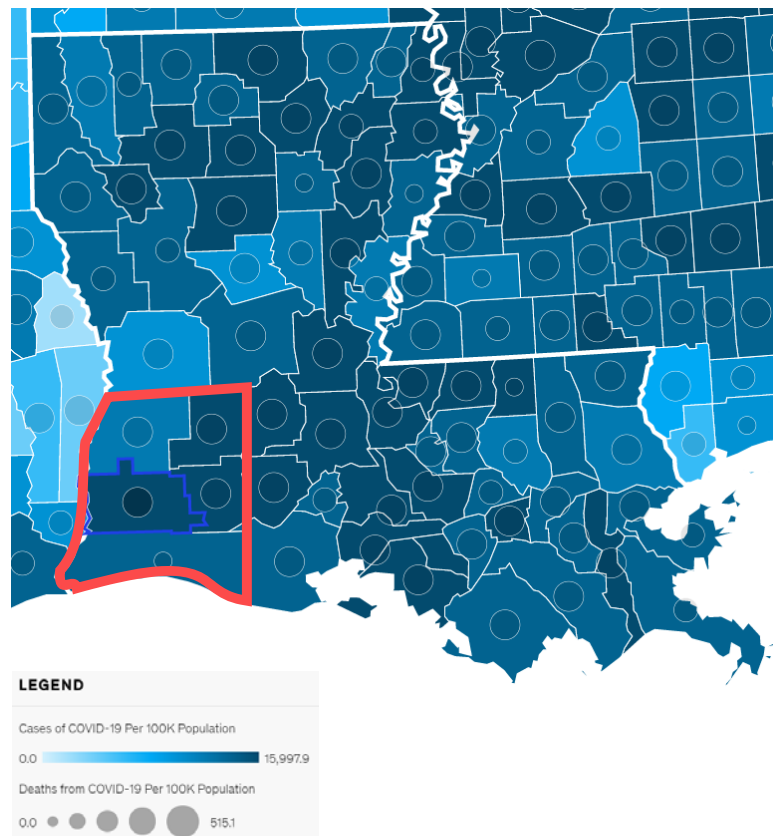 LEGEND
Cases of COVID-19 Per 100K Population
0.0 15,997.9
Deaths from COVID-19 Per 100K Population
0.0 515.1